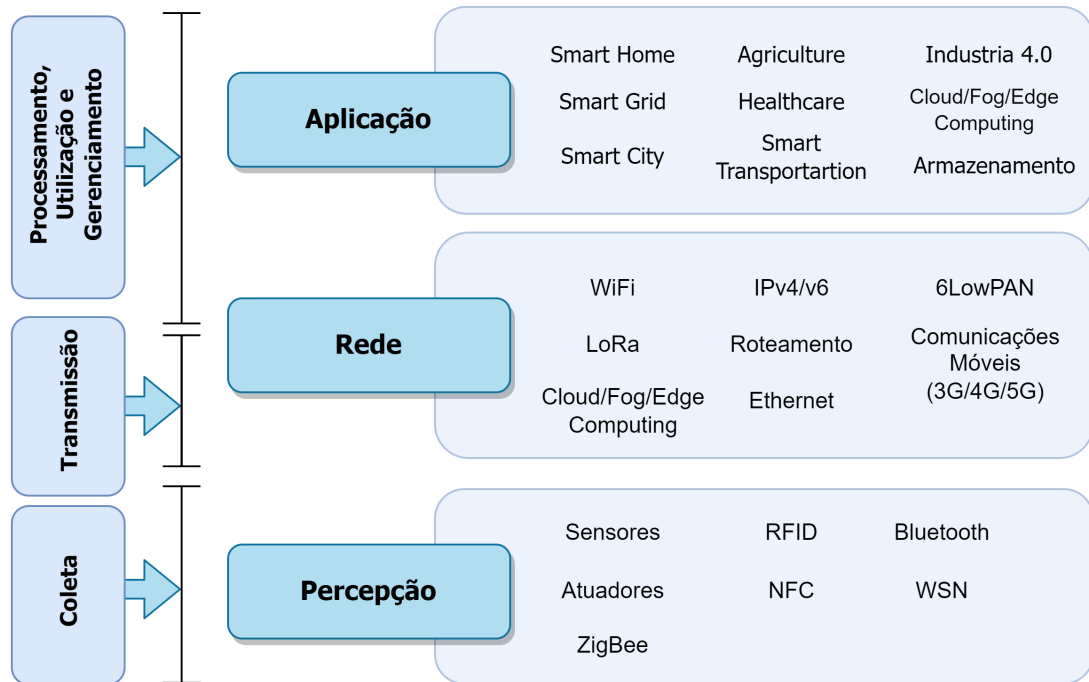 Processamento,
Utilização e
Gerenciamento
Aplicação
Smart Home
Agriculture
Industria 4.0
Smart Grid
Healthcare
Cloud/Fog/Edge
Computing
Smart City
Smart
Transportartion
Armazenamento
Transmissão
Rede
WiFi
IPv4/v6
6LowPAN
LoRa
Roteamento
Comunicações
Móveis
(3G/4G/5G)
Cloud/Fog/Edge
Computing
Ethernet
Coleta
Percepção
Sensores
RFID
Bluetooth
Atuadores
NFC
WSN
ZigBee